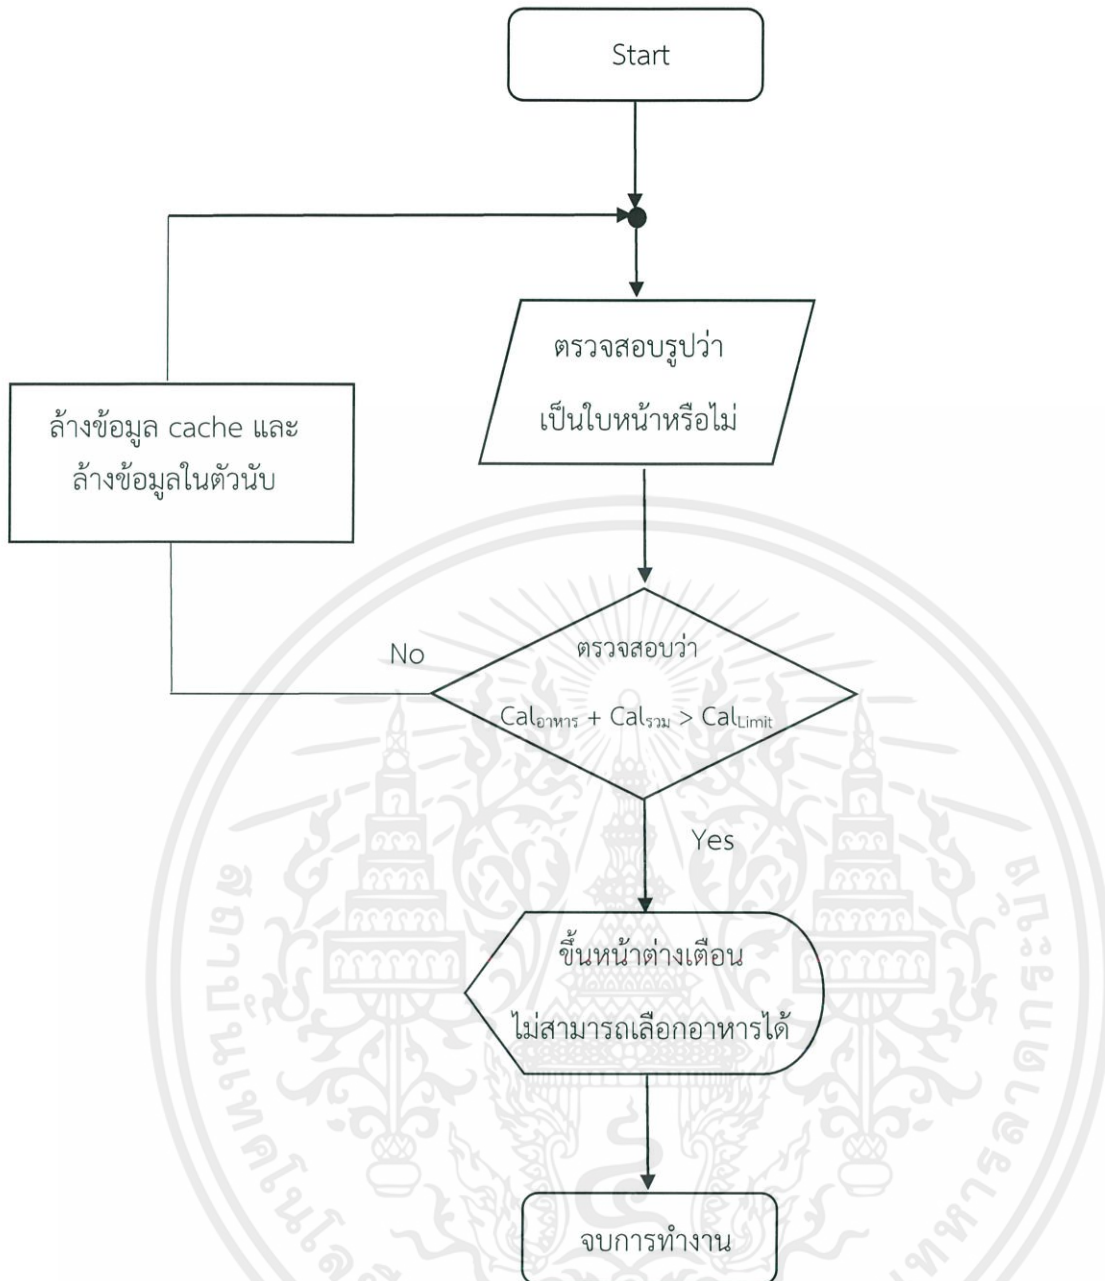 Start
ตรวจสอบรูปว่า
เป็นใบหน้าหรือไม่
ล้างข้อมูล cache และ
ล้างข้อมูลในตัวนับ
No
ตรวจสอบว่า
Calอาหาร + Calรวม > CalLimit
Yes
ขึ้นหน้าต่างเตือน
ไม่สามารถเลือกอาหารได้
จบการทำงาน